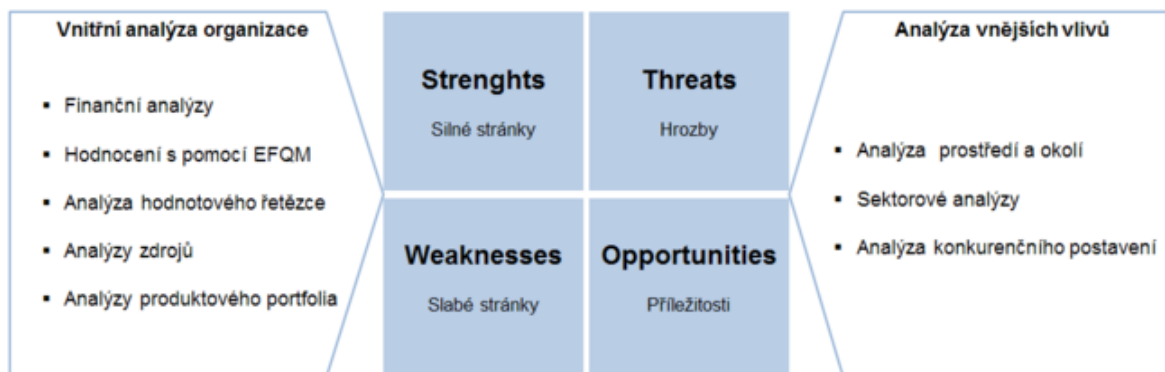 Vnitřní analýza organizace
▪ Finanční analýzy
▪ Hodnocení s pomocí EFQM
▪ Analýza hodnotového řetězce
▪ Analýzy zdrojů
▪ Analýzy produktového portfolia
Strenghts
Silné stránky
Threats
Hrozby
Weaknesses
Slabé stránky
Opportunities
Příležitosti
Analýza vnějších vlivů
▪ Analýza prostředí a okolí
▪ Sektorové analýzy
▪ Analýza konkurenčního postavení